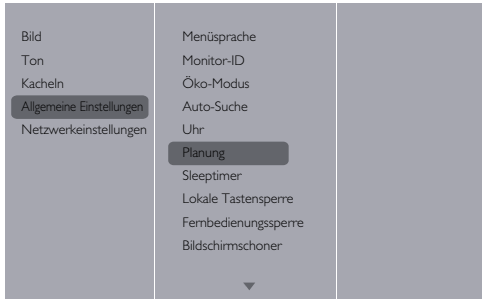 Bild
Ton
Kacheln
Allgemeine Einstellungen
Netzwerkeinstellungen
Menüsprache
Monitor-ID
Öko-Modus
Auto-Suche
Uhr
Planung
Sleeptimer
Lokale Tastensperre
Fernbedienungssperre
Bildschirmschoner